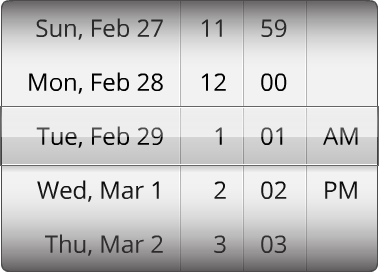 Sun, Feb 27 11 59
Mon, Feb 28 12 00
Tue, Feb 29 1 01 AM
Wed, Mar 1 2 02 PM
Thu, Mar 2 3 03